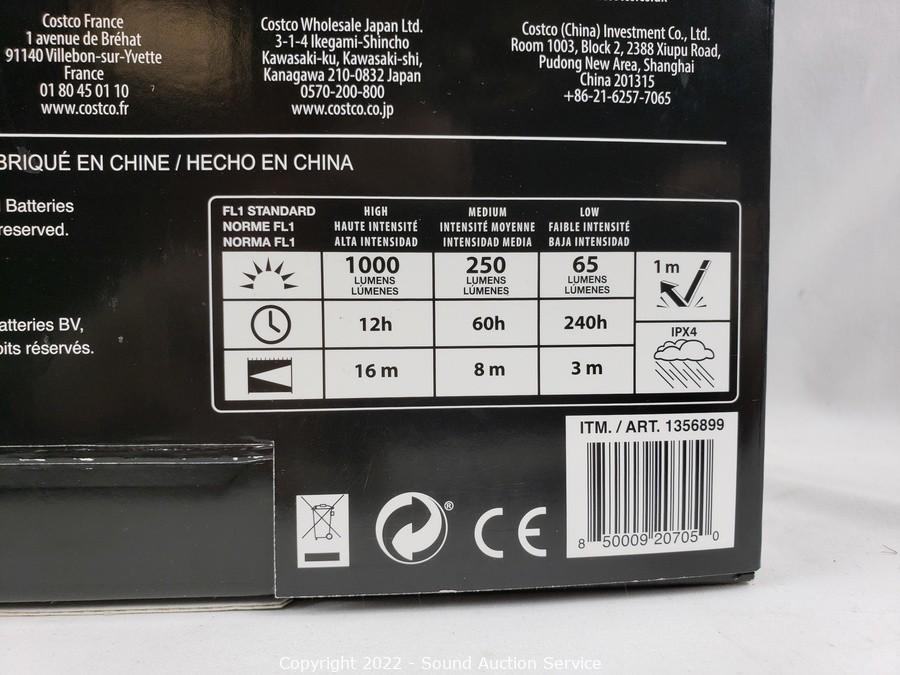 Costco France
1 avenue de Bréhat
91140 Villebon-sur-Yvette
France
01 80 45 01 10
www.costco.fr
Costco Wholesale Japan Ltd.
3-1-4 Ikegami-Shincho
Kawasaki-ku, Kawasaki-shi,
Kanagawa 210-0832 Japan
0570-200-800
www.costco.co.jp
Costco (China) Investment Co., Ltd.
Room 1003, Block 2, 2388 Xiupu Road,
Pudong New Area, Shanghai
China 201315
+86-21-6257-7065
BRIQUÉ EN CHINE / HECHO EN CHINA
Batteries
reserved.
atteries BV,
oits réservés.
FL1 STANDARD
NORME FL1
NORMA FL1
HIGH
HAUTE INTENSITÉ
ALTA INTENSIDAD
MEDIUM
INTENSITÉ MOYENNE
INTENSIDAD MEDIA
LOW
FAIBLE INTENSITÉ
BAJA INTENSIDAD
1000
LUMENS
LÚMENES
250
LUMENS
LÚMENES
65
LUMENS
LÚMENES
1 m
12h
60h
240h
IPX4
16 m
8 m
3 m
ITM. / ART. 1356899
8 50009 20705 0
®
CE
Copyright 2022 - Sound Auction Service